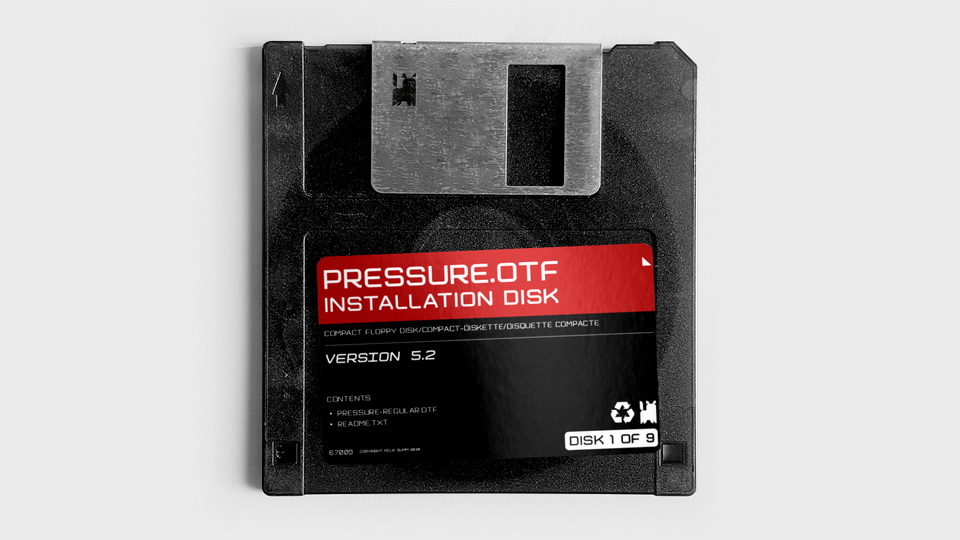 PRESSURE.OTF
INSTALLATION DISK
COMPACT FLOPPY DISK/COMPACT-DISKETTE/DISQUETTE COMPACTE
VERSION 5.2
CONTENTS
• PRESSURE-REGULAR.OTF
• README.TXT
DISK 1 OF 9
67009 COPYRIGHT